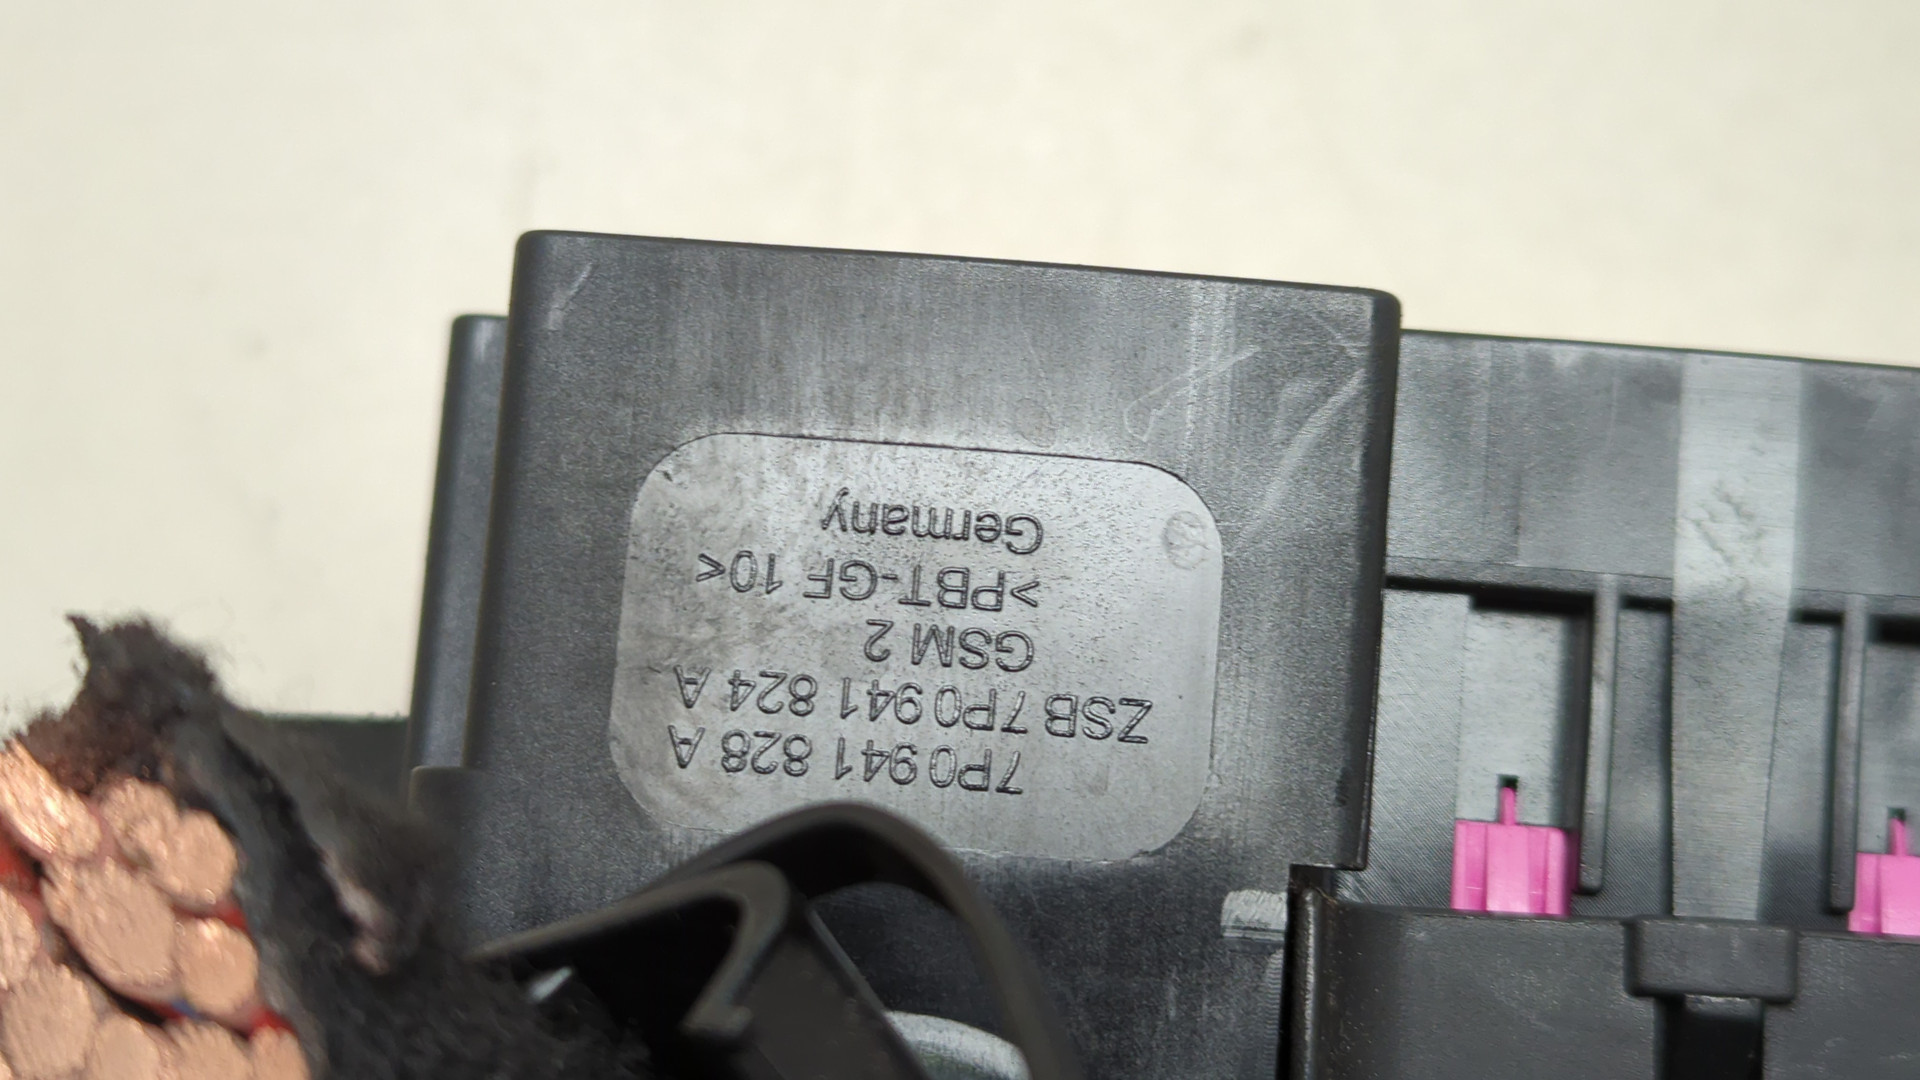 7P0 941 828 A
ZSB 7P0 941 824 A
GSM 2
>PBT-GF 10<
Germany